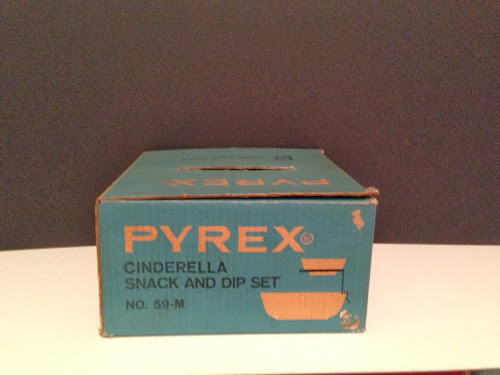 PYREX
PYREX®
CINDERELLA
SNACK AND DIP SET
NO. 59-M